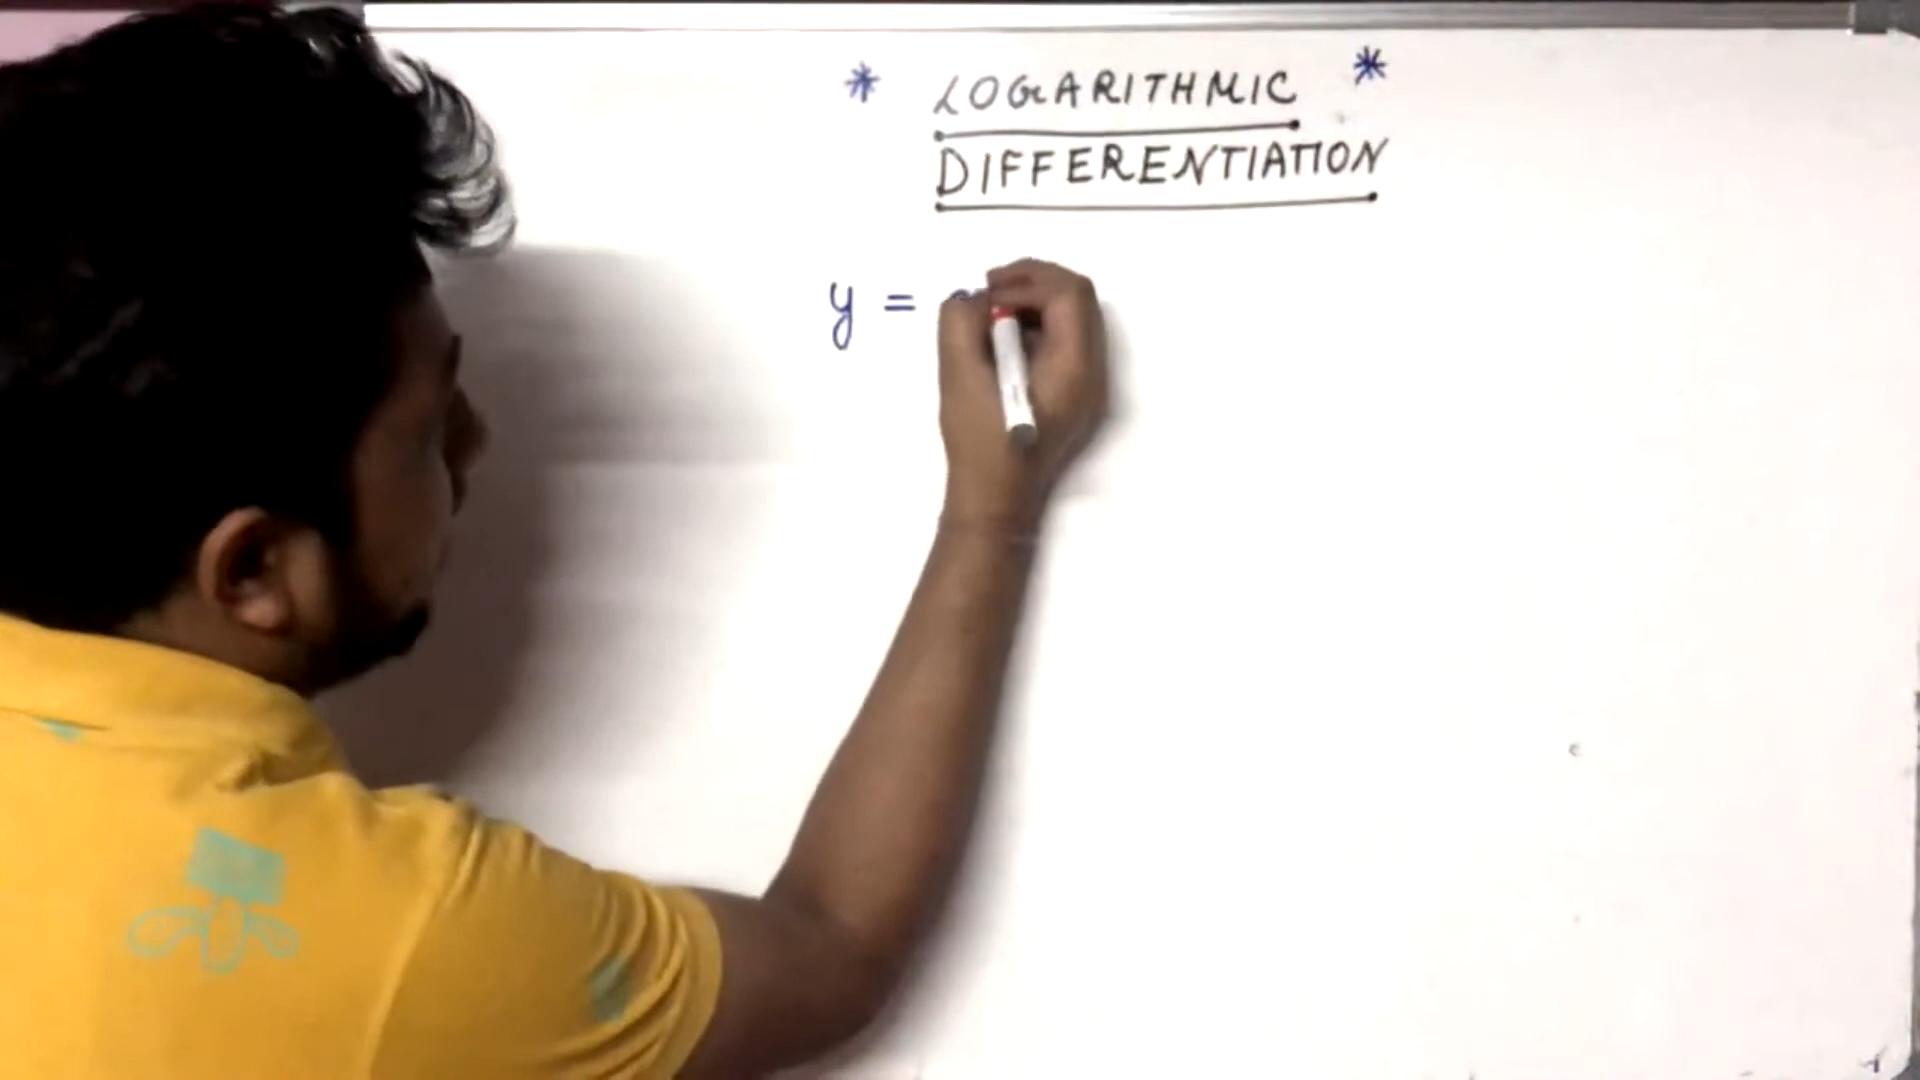 * LOGARITHMIC *
DIFFERENTIATION
y =